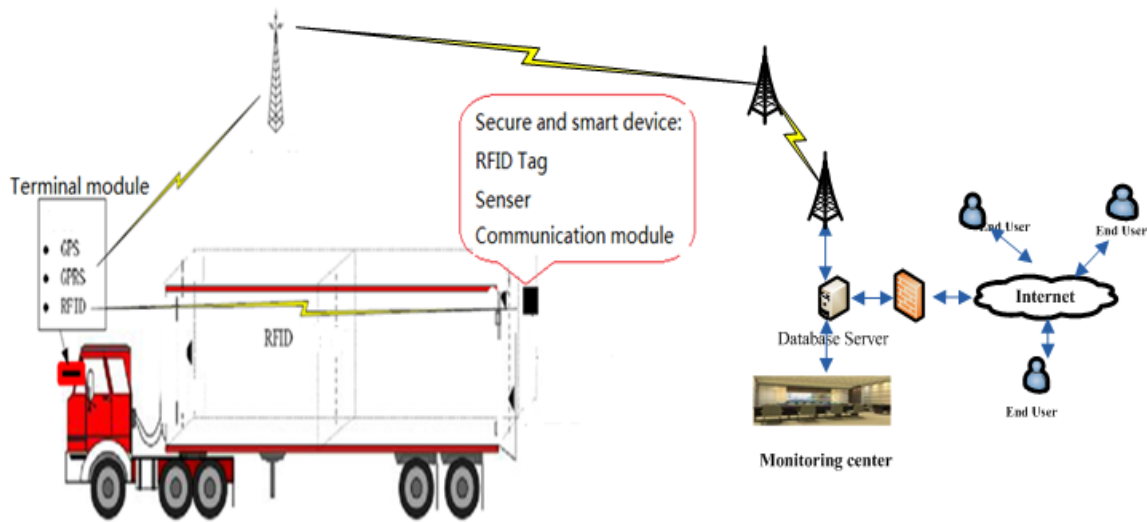 Secure and smart device:
RFID Tag
Senser
Communication module
Terminal module
GPS
GPRS
RFID
RFID
End User
End User
Internet
Database Server
End User
Monitoring center